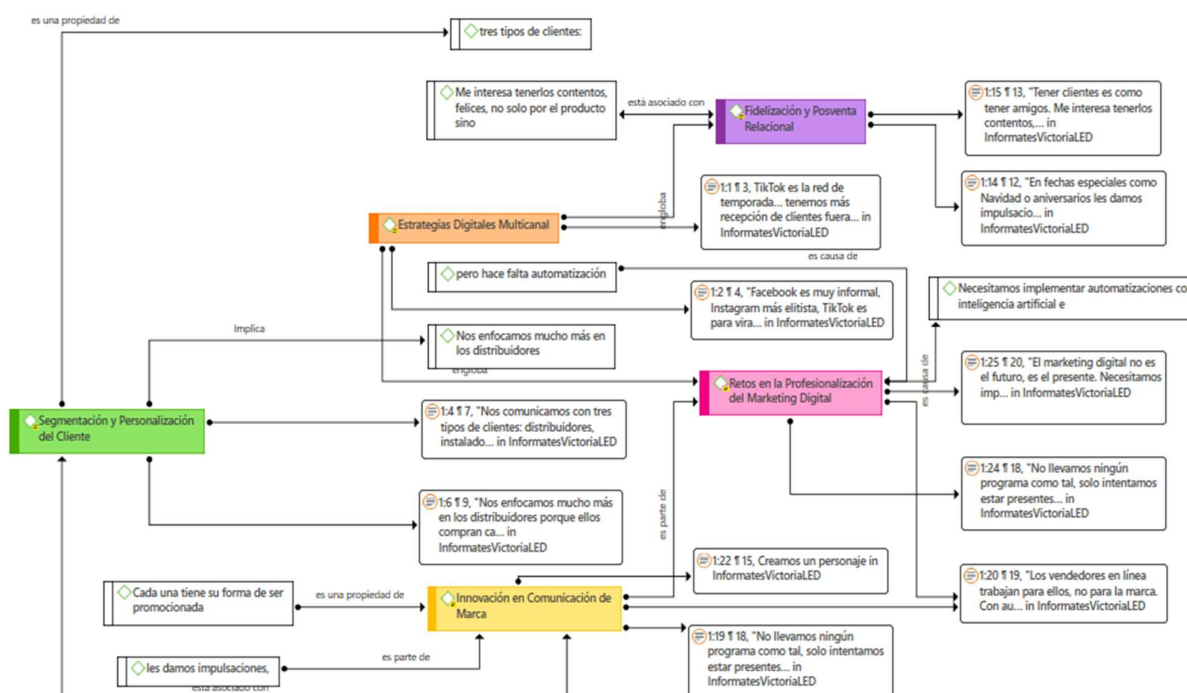 es una propiedad de
tres tipos de clientes:
Me interesa tenerlos contentos,
felices, no solo por el producto
sino
está asociado con
Fidelización y Posventa
Relacional
1:15 ¶ 13, "Tener clientes es como
tener amigos. Me interesa tenerlos
contentos,... in
InformatesVictoriaLED
1:14 ¶ 12, "En fechas especiales como
Navidad o aniversarios les damos
impulsacio... in
InformatesVictoriaLED
1:1 ¶ 3, TikTok es la red de
temporada... tenemos más
recepción de clientes fuera... in
InformatesVictoriaLED
engloba
Estrategias Digitales Multicanal
es causa de
pero hace falta automatización
Necesitamos implementar automatizaciones co
inteligencia artificial e
1:2 ¶ 4, "Facebook es muy informal,
Instagram más elitista, TikTok es
para vira... in InformatesVictoriaLED
Implica
Nos enfocamos mucho más en
los distribuidores
engloba
es causa de
Retos en la Profesionalización
del Marketing Digital
1:25 ¶ 20, "El marketing digital no es
el futuro, es el presente. Necesitamos
imp... in InformatesVictoriaLED
Segmentación y Personalización
del Cliente
1:4 ¶ 7, "Nos comunicamos con tres
tipos de clientes: distribuidores,
instalado... in InformatesVictoriaLED
1:24 ¶ 18, "No llevamos ningún
programa como tal, solo intentamos
estar presentes... in
InformatesVictoriaLED
1:6 ¶ 9, "Nos enfocamos mucho más
en los distribuidores porque ellos
compran ca... in
InformatesVictoriaLED
es parte de
1:22 ¶ 15, Creamos un personaje in
InformatesVictoriaLED
1:20 ¶ 19, "Los vendedores en línea
trabajan para ellos, no para la marca.
Con au... in InformatesVictoriaLED
Cada una tiene su forma de ser
promocionada
es una propiedad de
Innovación en Comunicación de
Marca
1:19 ¶ 18, "No llevamos ningún
programa como tal, solo intentamos
estar presentes... in
InformatesVictoriaLED
les damos impulsaciones,
es parte de
está asociado con